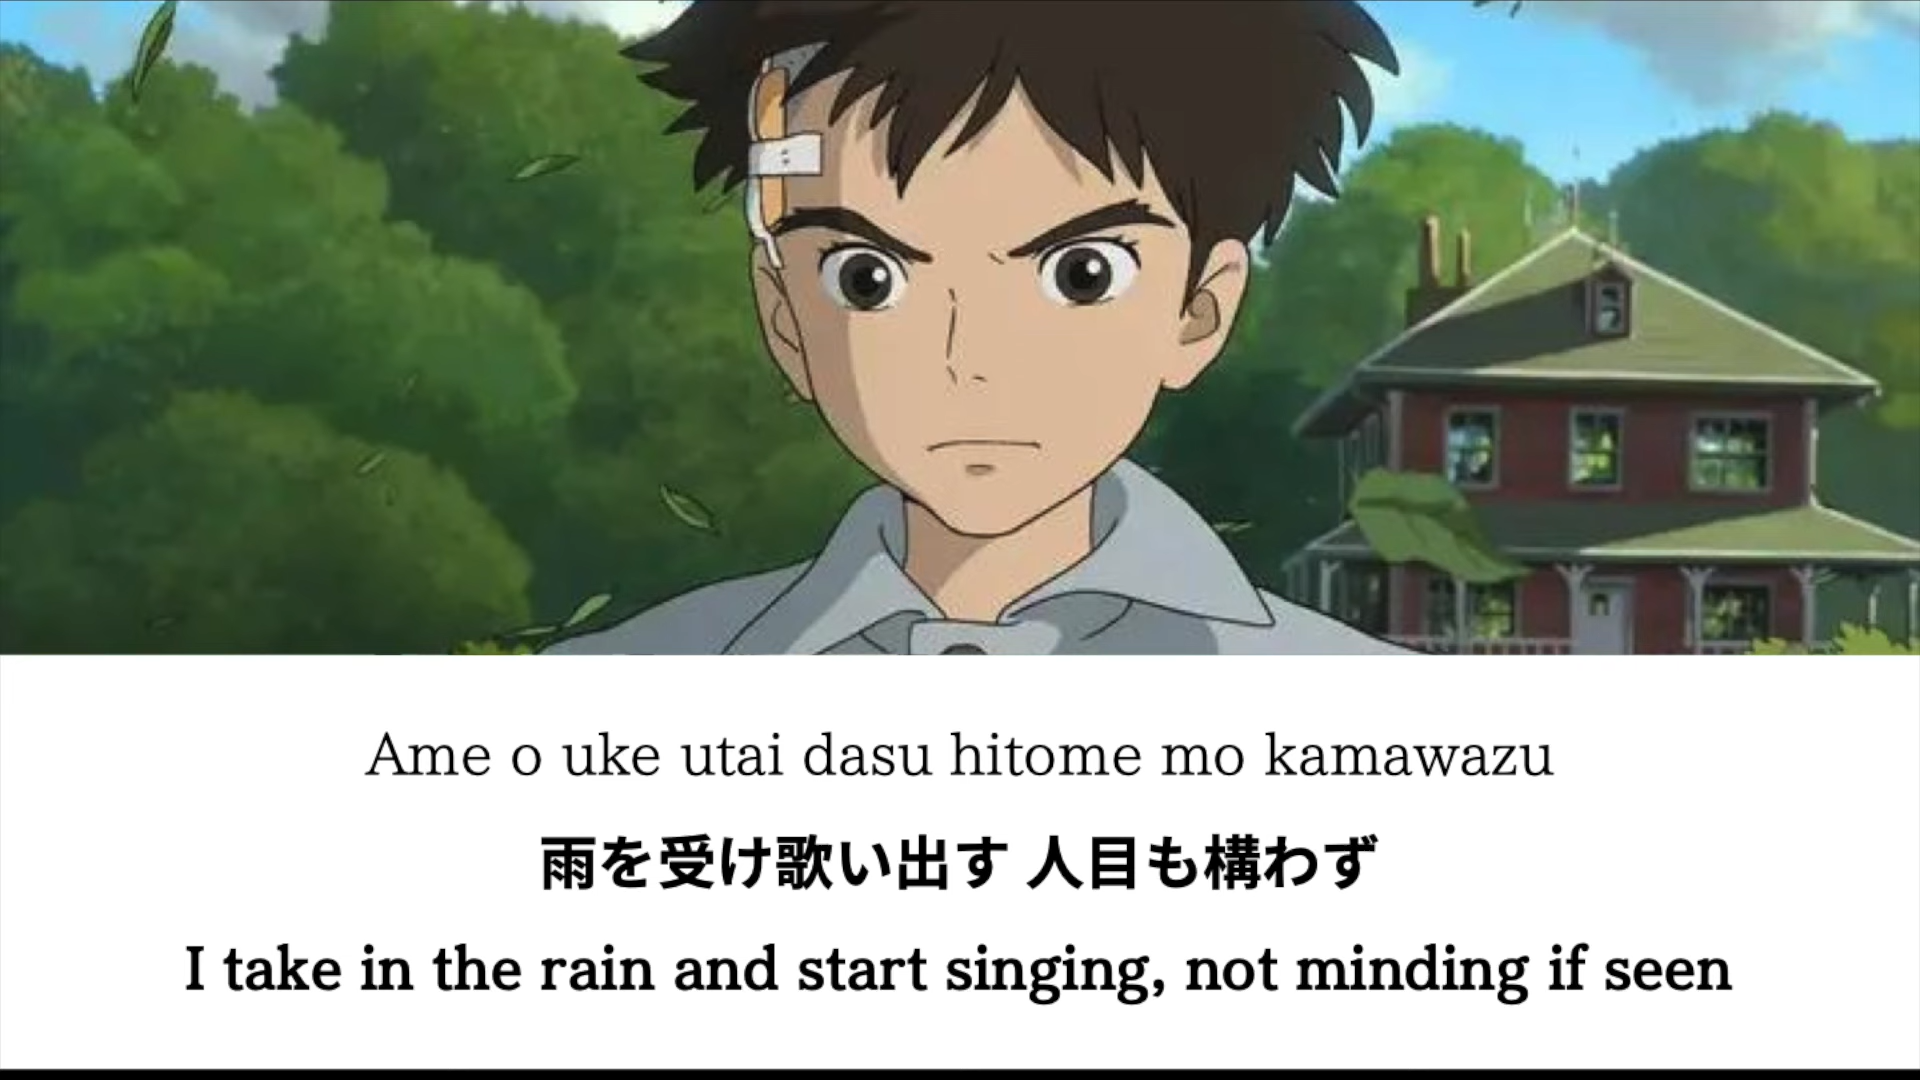 Ame o uke utai dasu hitome mo kamawazu
雨を受け歌い出す 人目も構わず
I take in the rain and start singing, not minding if seen